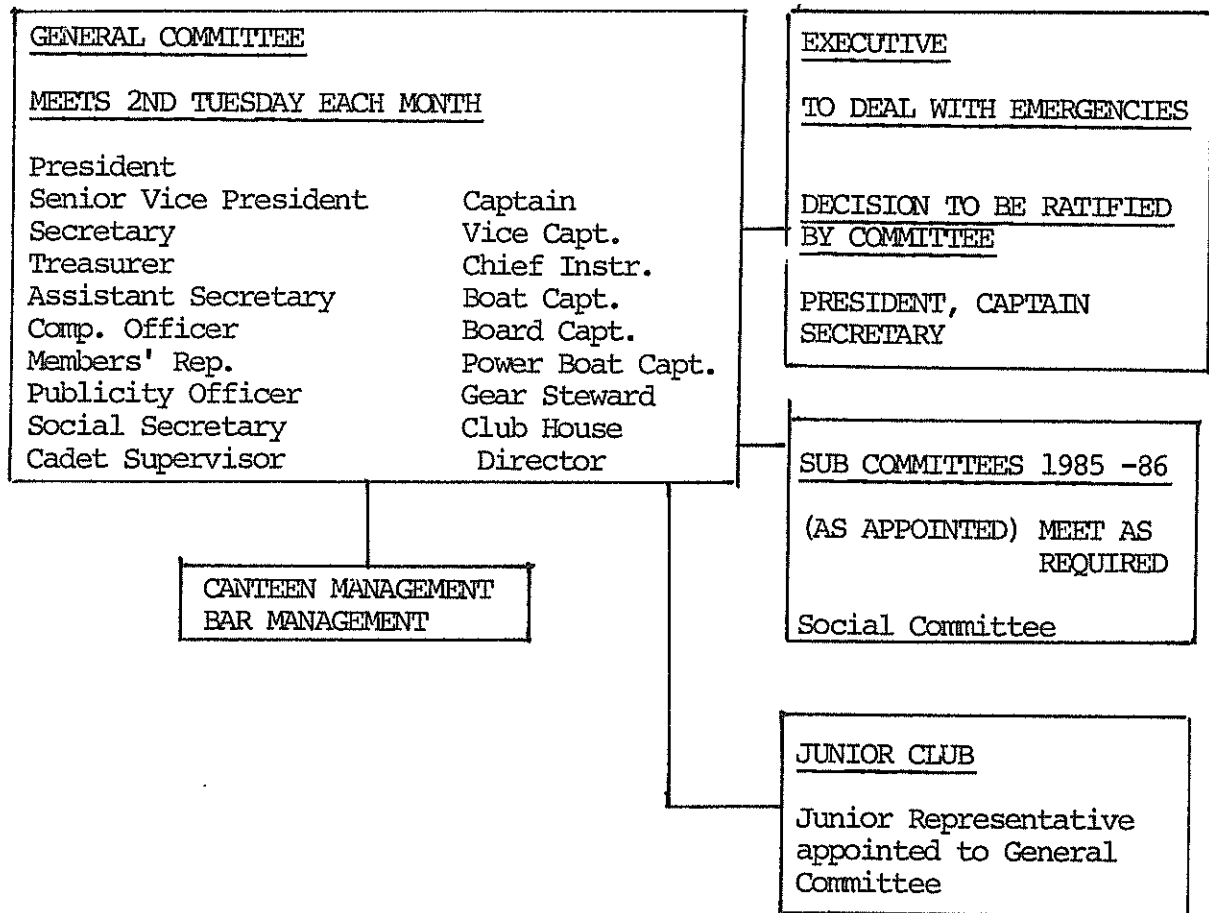 GENERAL COMMITTEE
MEETS 2ND TUESDAY EACH MONTH
President
Senior Vice President
Secretary
Treasurer
Assistant Secretary
Comp. Officer
Members' Rep.
Publicity Officer
Social Secretary
Cadet Supervisor
Captain
Vice Capt.
Chief Instr.
Boat Capt.
Board Capt.
Power Boat Capt.
Gear Steward
Club House
Director
EXECUTIVE
TO DEAL WITH EMERGENCIES
DECISION TO BE RATIFIED
BY COMMITTEE
PRESIDENT, CAPTAIN
SECRETARY
SUB COMMITTEES 1985 -86
(AS APPOINTED) MEET AS
REQUIRED
Social Committee
CANTEEN MANAGEMENT
BAR MANAGEMENT
JUNIOR CLUB
Junior Representative
appointed to General
Committee